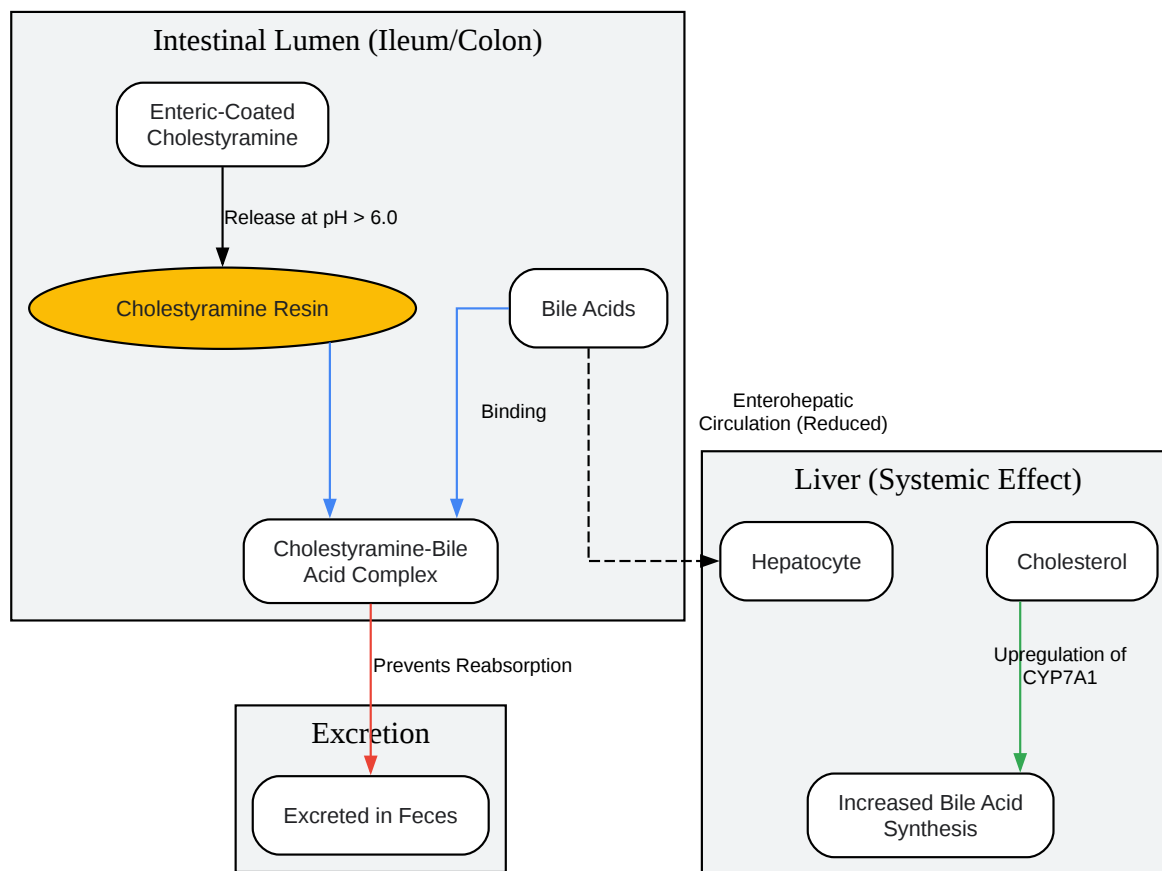 Intestinal Lumen (Ileum/Colon)
Enteric-Coated
Cholestyramine
Release at pH > 6.0
Cholestyramine Resin
Bile Acids
Binding
Enterohepatic
Circulation (Reduced)
Liver (Systemic Effect)
Cholestyramine-Bile
Acid Complex
Hepatocyte
Cholesterol
Prevents Reabsorption
Upregulation of
CYP7A1
Excretion
Excreted in Feces
Increased Bile Acid
Synthesis